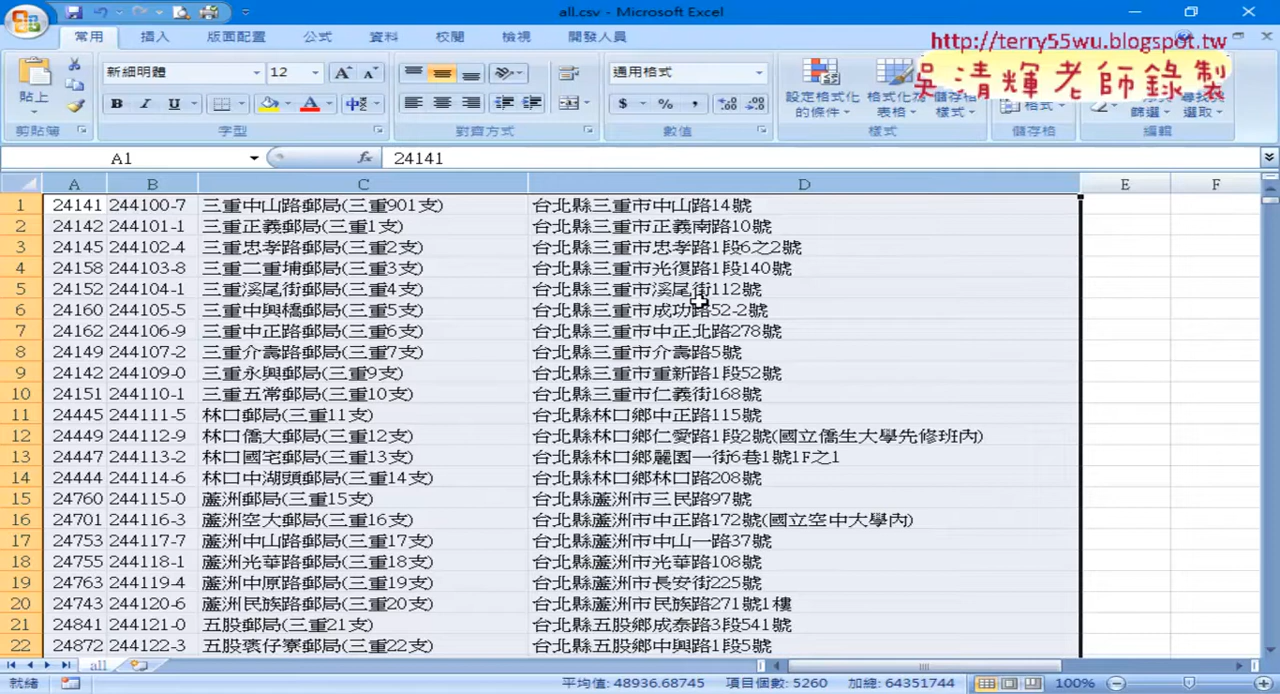 all.csv - Microsoft Excel
常用 插入 版面配置 公式 資料 校閱 檢視 開發人員
http://terry55wu.blogspot.tw
吳清輝老師錄製
新細明體 12 通用格式
貼上 B I U 中 $ % , 設定格式化的條件 格式化為表格 儲存格樣式 格式 篩選 選取
剪貼簿 字型 對齊方式 數值 樣式 儲存格 編輯
A1 fx 24141
A B C D E F
1 24141 244100-7 三重中山路郵局(三重901支) 台北縣三重市中山路14號
2 24142 244101-1 三重正義郵局(三重1支) 台北縣三重市正義南路10號
3 24145 244102-4 三重忠孝路郵局(三重2支) 台北縣三重市忠孝路1段6之2號
4 24158 244103-8 三重二重埔郵局(三重3支) 台北縣三重市光復路1段140號
5 24152 244104-1 三重溪尾街郵局(三重4支) 台北縣三重市溪尾街112號
6 24160 244105-5 三重中興橋郵局(三重5支) 台北縣三重市成功路52-2號
7 24162 244106-9 三重中正路郵局(三重6支) 台北縣三重市中正北路278號
8 24149 244107-2 三重介壽路郵局(三重7支) 台北縣三重市介壽路5號
9 24142 244109-0 三重永興郵局(三重9支) 台北縣三重市重新路1段52號
10 24151 244110-1 三重五常郵局(三重10支) 台北縣三重市仁義街168號
11 24445 244111-5 林口郵局(三重11支) 台北縣林口鄉中正路115號
12 24449 244112-9 林口僑大郵局(三重12支) 台北縣林口鄉仁愛路1段2號(國立僑生大學先修班內)
13 24447 244113-2 林口國宅郵局(三重13支) 台北縣林口鄉麗園一街6巷1號1F之1
14 24444 244114-6 林口中湖頭郵局(三重14支) 台北縣林口鄉林口路208號
15 24760 244115-0 蘆洲郵局(三重15支) 台北縣蘆洲市三民路97號
16 24701 244116-3 蘆洲空大郵局(三重16支) 台北縣蘆洲市中正路172號(國立空中大學內)
17 24753 244117-7 蘆洲中山路郵局(三重17支) 台北縣蘆洲市中山一路37號
18 24755 244118-1 蘆洲光華路郵局(三重18支) 台北縣蘆洲市光華路108號
19 24763 244119-4 蘆洲中原路郵局(三重19支) 台北縣蘆洲市長安街225號
20 24743 244120-6 蘆洲民族路郵局(三重20支) 台北縣蘆洲市民族路271號1樓
21 24841 244121-0 五股郵局(三重21支) 台北縣五股鄉成泰路3段541號
22 24872 244122-3 五股褒仔寮郵局(三重22支) 台北縣五股鄉中興路1段5號
all
就緒 平均值: 48936.68745 項目個數: 5260 加總: 64351744 100%